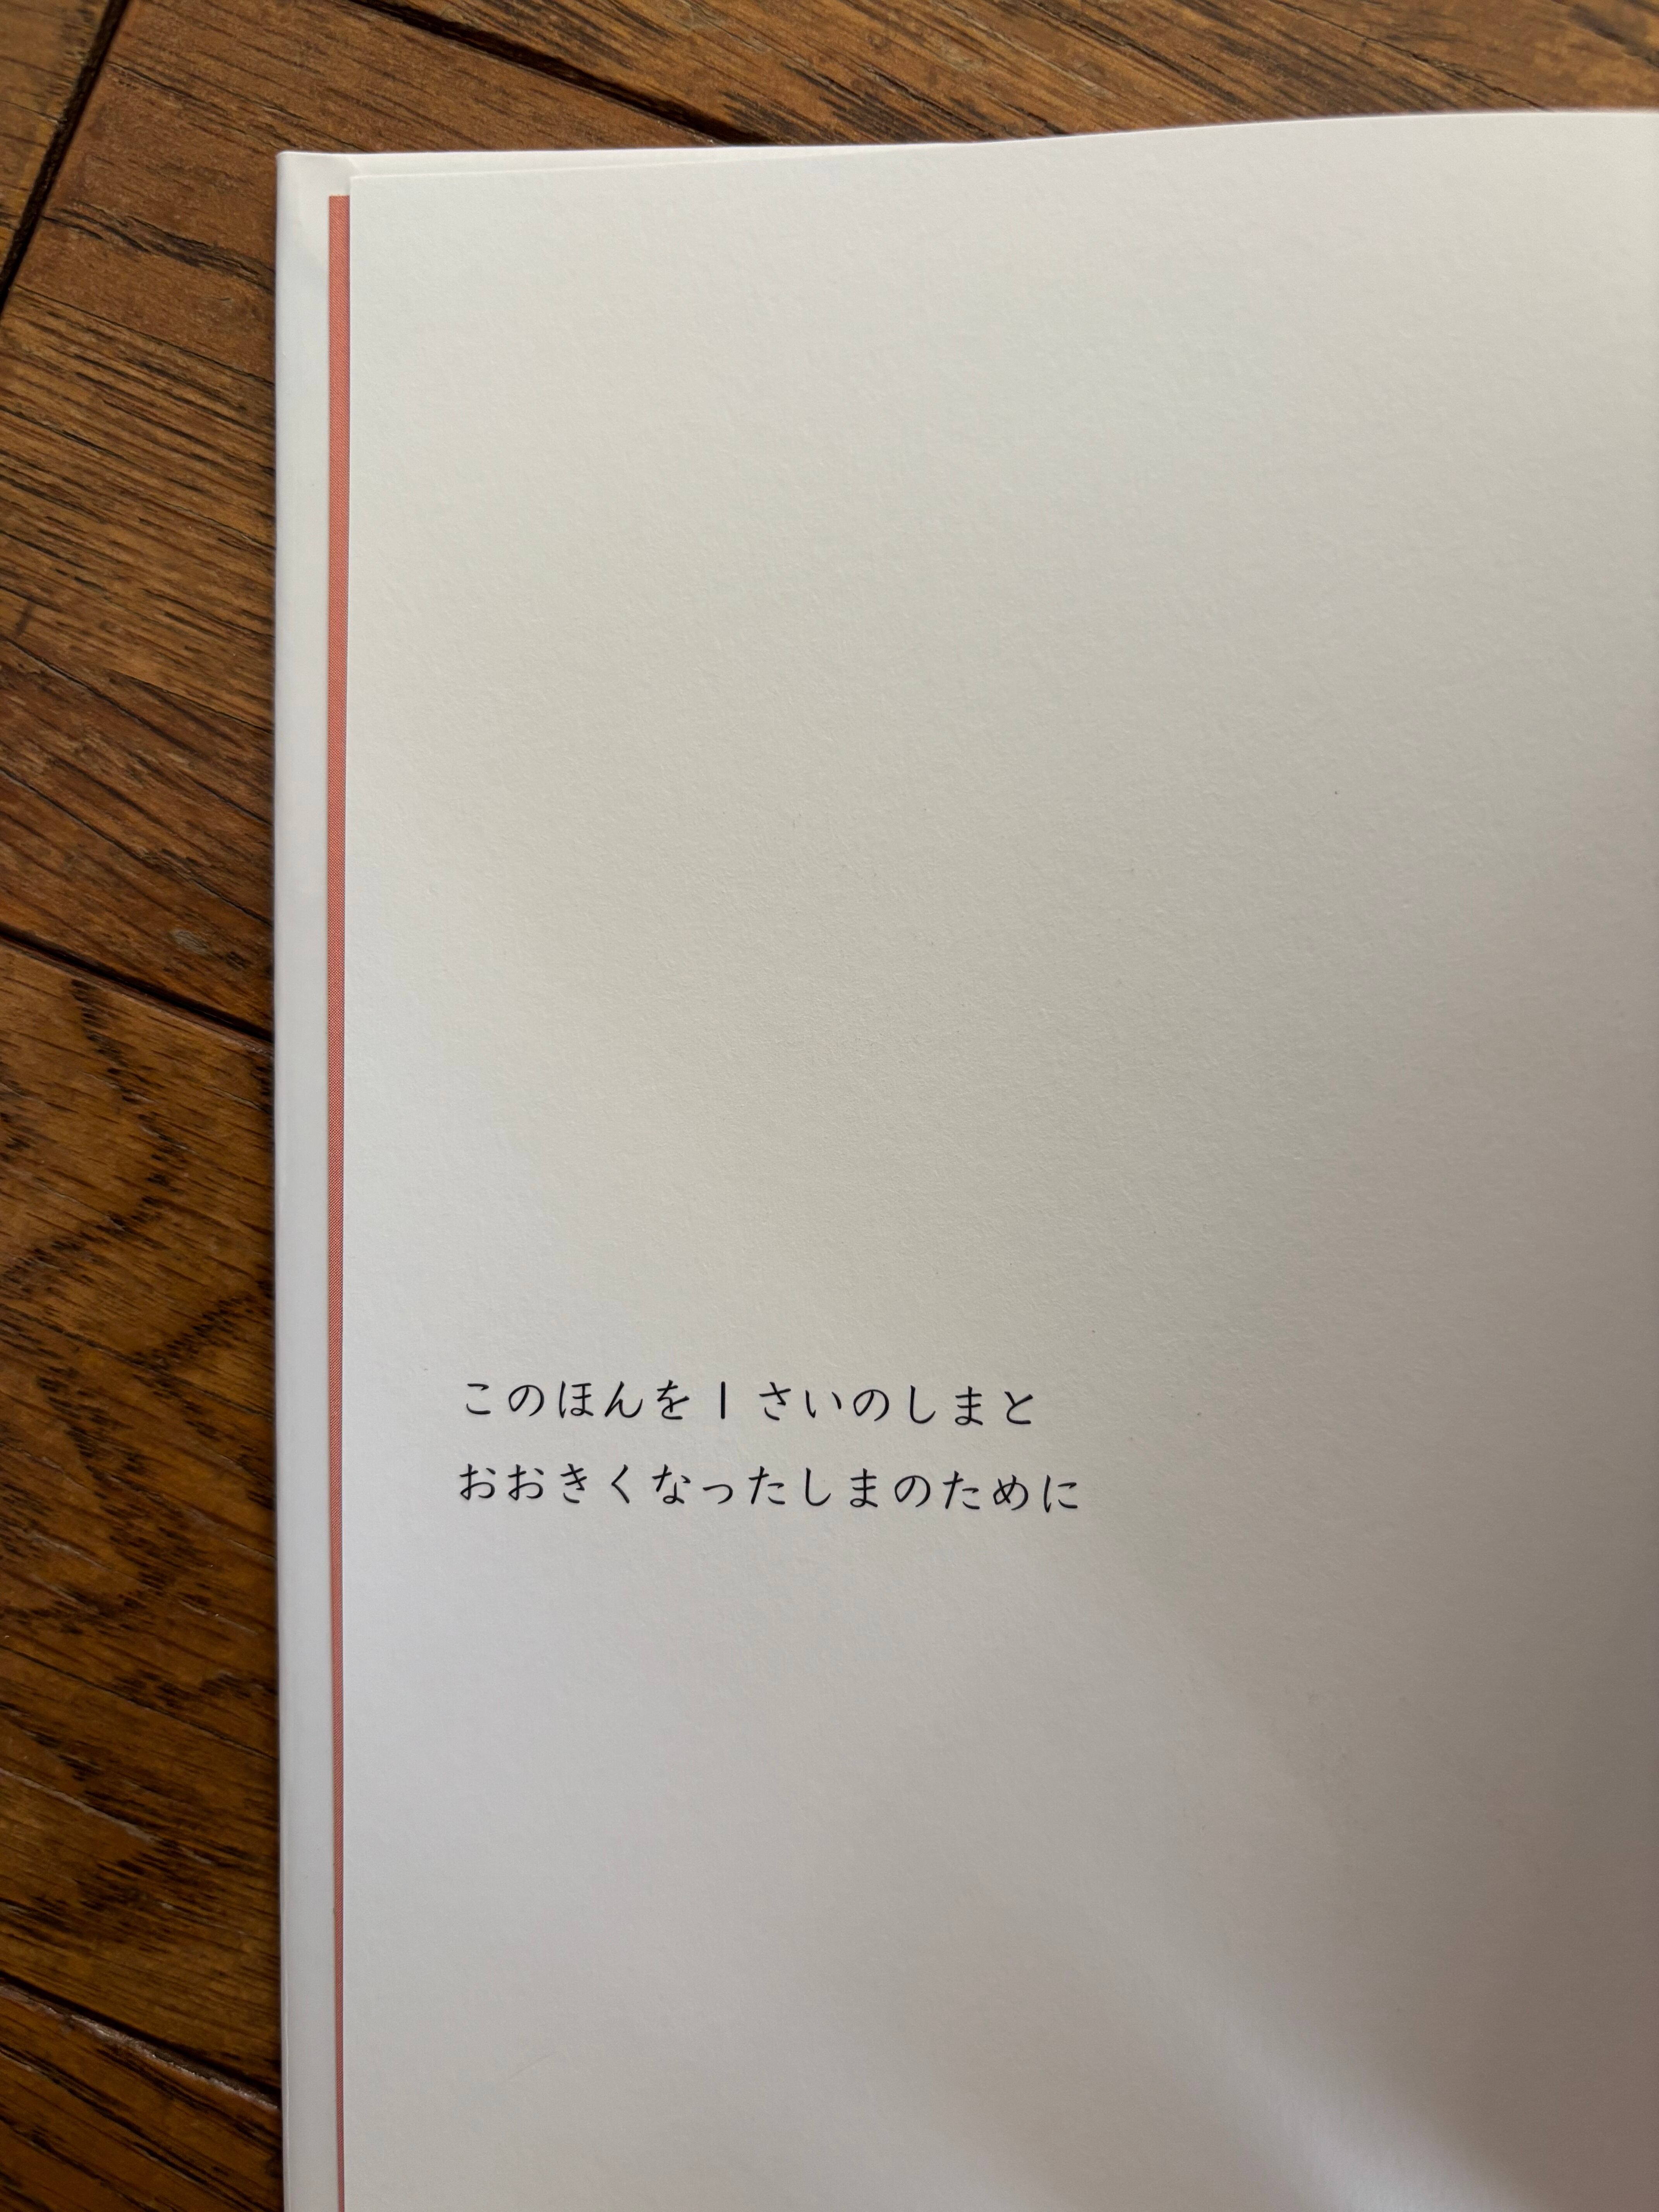 このほんを1さいのしまと
おおきくなったしまのために